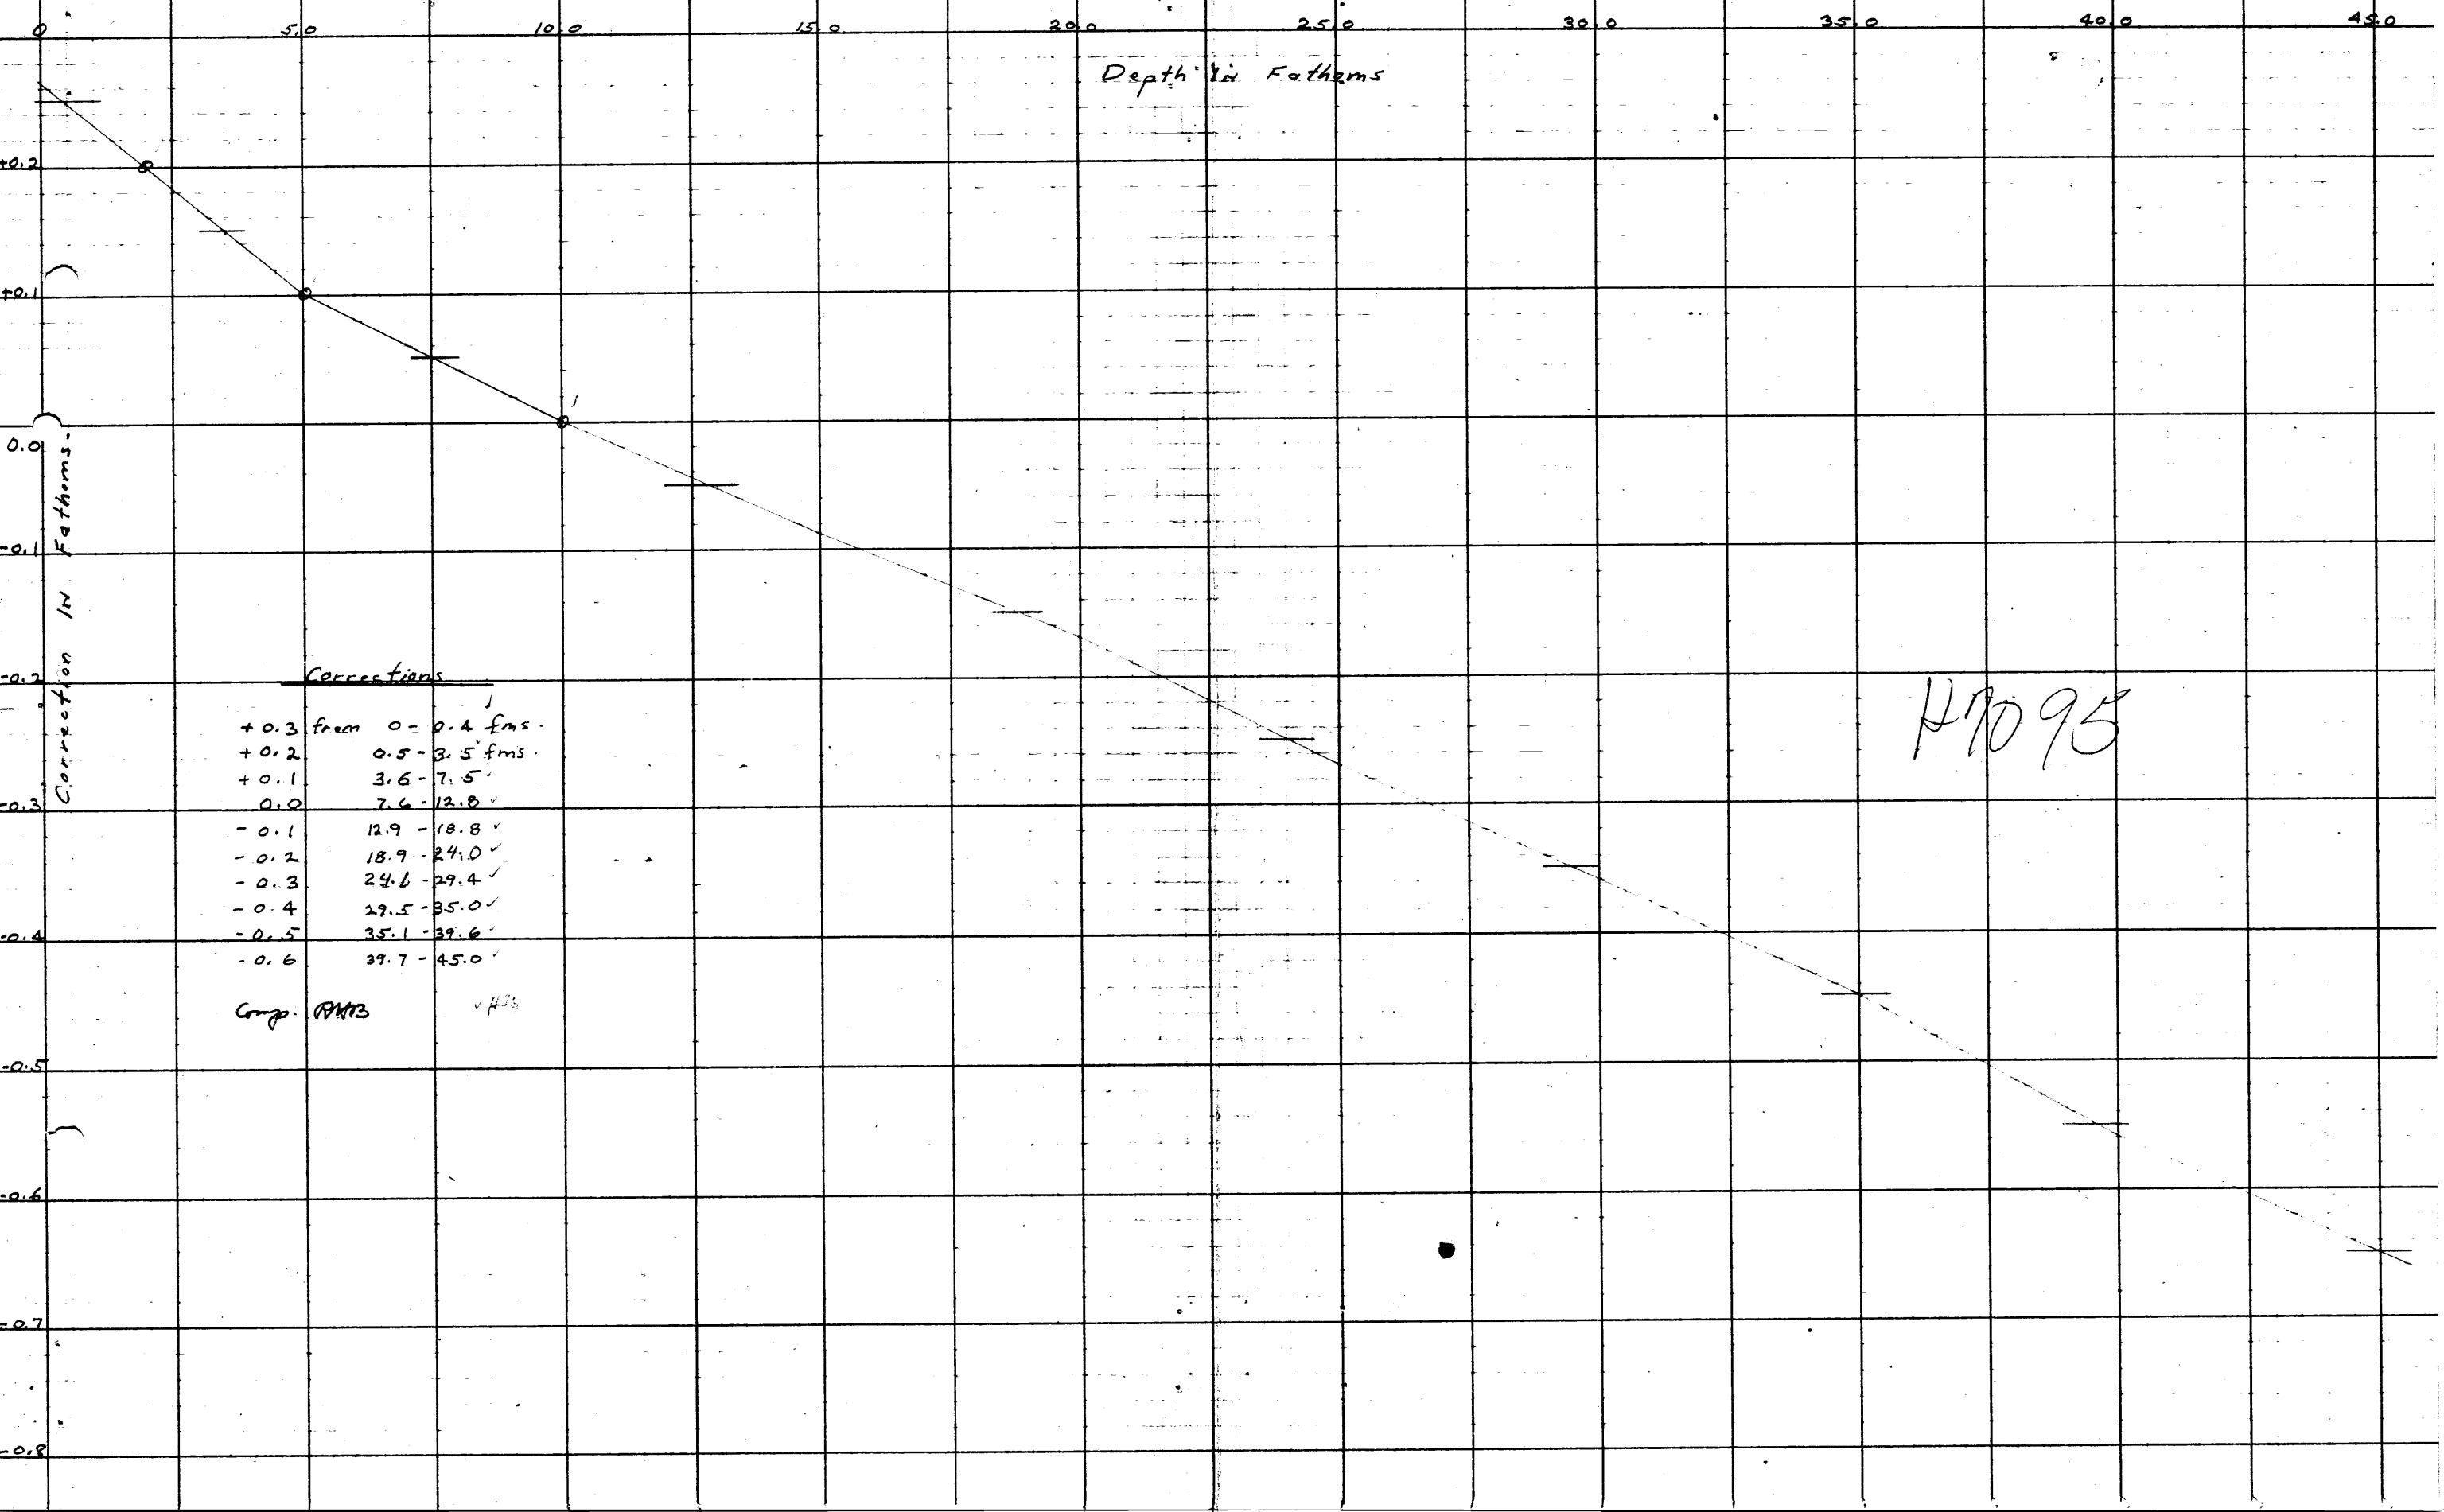 0 5.0 10.0 15.0 20.0 25.0 30.0 35.0 40.0 45.0
Depth in Fathoms
+0.2
+0.1
0.0
-0.1
-0.2
-0.3
-0.4
-0.5
-0.6
-0.7
-0.8
Correction in Fathoms.
Corrections
+0.3 from 0 - 0.4 fms.
+0.2 0.5 - 3.5 fms.
+0.1 3.6 - 7.5
0.0 7.6 - 12.8 ✓
-0.1 12.9 - 18.8 ✓
-0.2 18.9 - 24.0 ✓
-0.3 24.1 - 29.4 ✓
-0.4 29.5 - 35.0 ✓
-0.5 35.1 - 39.6 ✓
-0.6 39.7 - 45.0 ✓
Comp.
H7095